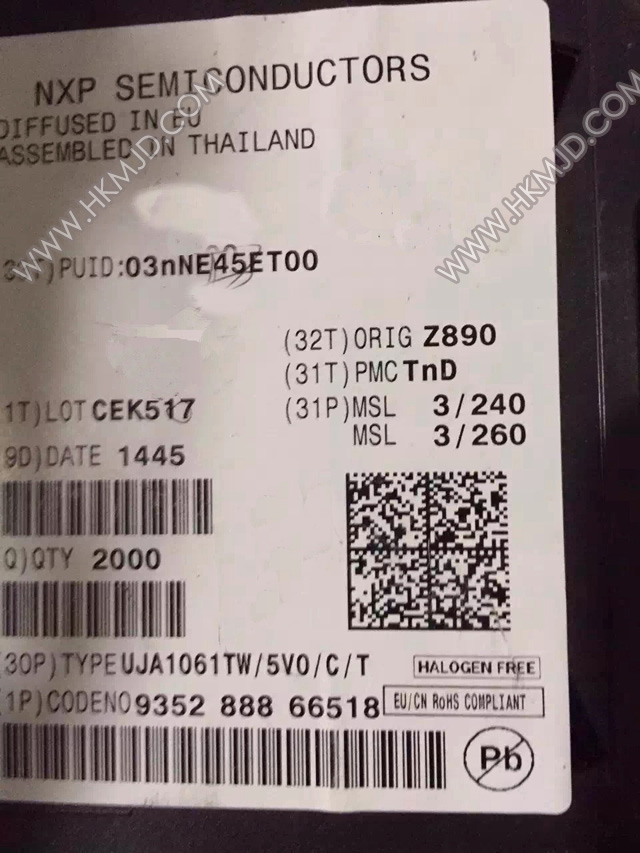 NXP SEMICONDUCTORS
DIFFUSED IN EU
ASSEMBLED IN THAILAND
WWW.HKMJD.COM
WWW.HKMJD.COM
PUID:03nNE45ET00
(32T)ORIG Z890
(31T)PMC TnD
1T)LOT CEK517
(31P)MSL 3/240
MSL 3/260
9D)DATE 1445
Q)QTY 2000
(30P)TYPE UJA1061TW/5V0/C/T
HALOGEN FREE
(1P)CODENO 9352 888 66518
EU/CN RoHS COMPLIANT
Pb